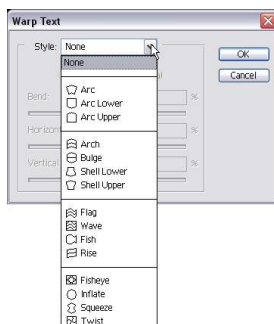 Warp Text
Style: None
OK
None
Cancel
Arc
Bend: %
Arc Lower
Arc Upper
Arch
Bulge
Shell Lower
Shell Upper
Flag
Wave
Fish
Rise
Fisheye
Inflate
Squeeze
Twist